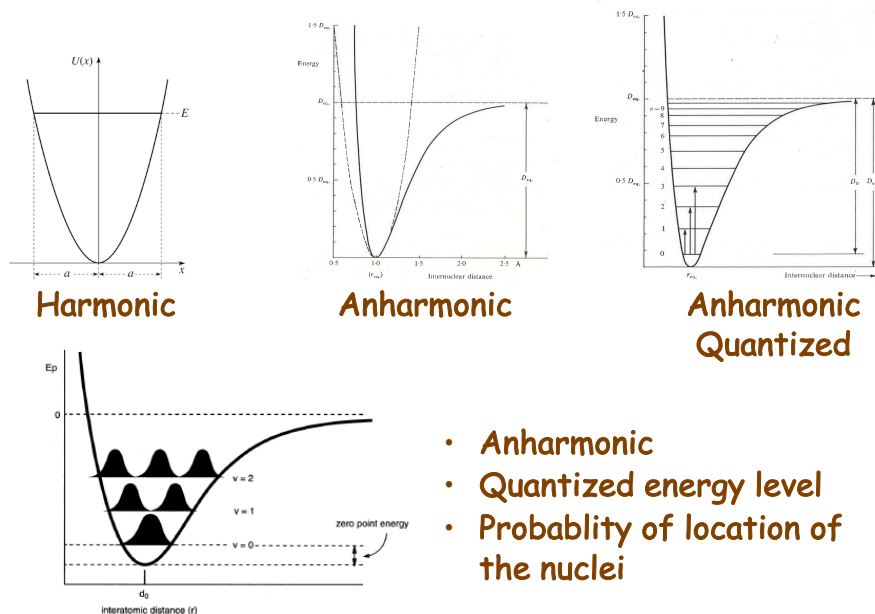 U(x)
E
a
a
x
Harmonic
1·5 Deq.
Energy
Deq.
0·5 Deq.
Deq.
0·5
1·0
1·5
2·0
2·5
Å
(req.)
Internuclear distance
Anharmonic
1·5 Deq.
Deq.
v=9
8
Energy
7
6
5
4
0·5 Deq.
3
2
1
0
D0
De
req.
Internuclear distance
Anharmonic
Quantized
Ep
0
v = 2
v = 1
v = 0
zero point energy
d0
interatomic distance (r)
• Anharmonic
• Quantized energy level
• Probablity of location of
the nuclei